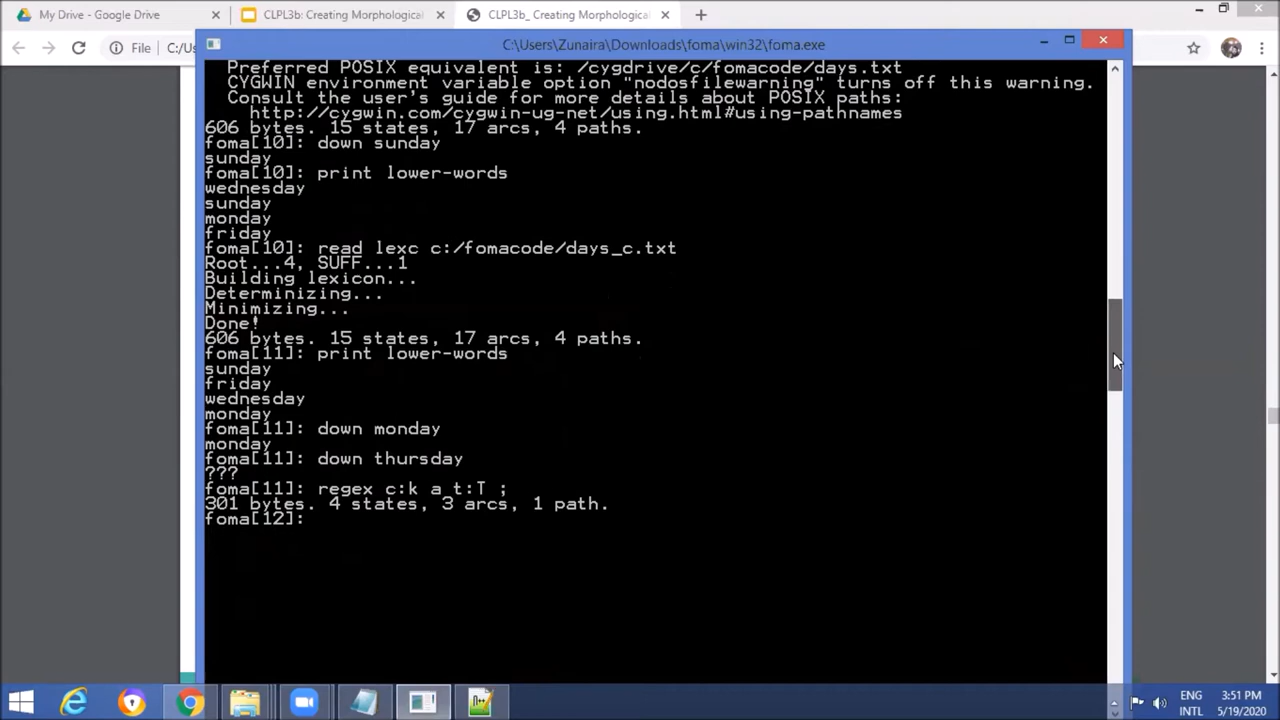 My Drive - Google Drive
CLPL3b: Creating Morphological
CLPL3b_ Creating Morphological
File
C:/Us
C:\Users\Zunaira\Downloads\foma\win32\foma.exe
Preferred POSIX equivalent is: /cygdrive/c/fomacode/days.txt
CYGWIN environment variable option "nodosfilewarning" turns off this warning.
Consult the user's guide for more details about POSIX paths:
http://cygwin.com/cygwin-ug-net/using.html#using-pathnames
606 bytes. 15 states, 17 arcs, 4 paths.
foma[10]: down sunday
sunday
foma[10]: print lower-words
wednesday
sunday
monday
friday
foma[10]: read lexc c:/fomacode/days_c.txt
Root...4, SUFF...1
Building lexicon...
Determinizing...
Minimizing...
Done!
606 bytes. 15 states, 17 arcs, 4 paths.
foma[11]: print lower-words
sunday
friday
wednesday
monday
foma[11]: down monday
monday
foma[11]: down thursday
???
foma[11]: regex c:k a t:T ;
301 bytes. 4 states, 3 arcs, 1 path.
foma[12]:
ENG
INTL
3:51 PM
5/19/2020